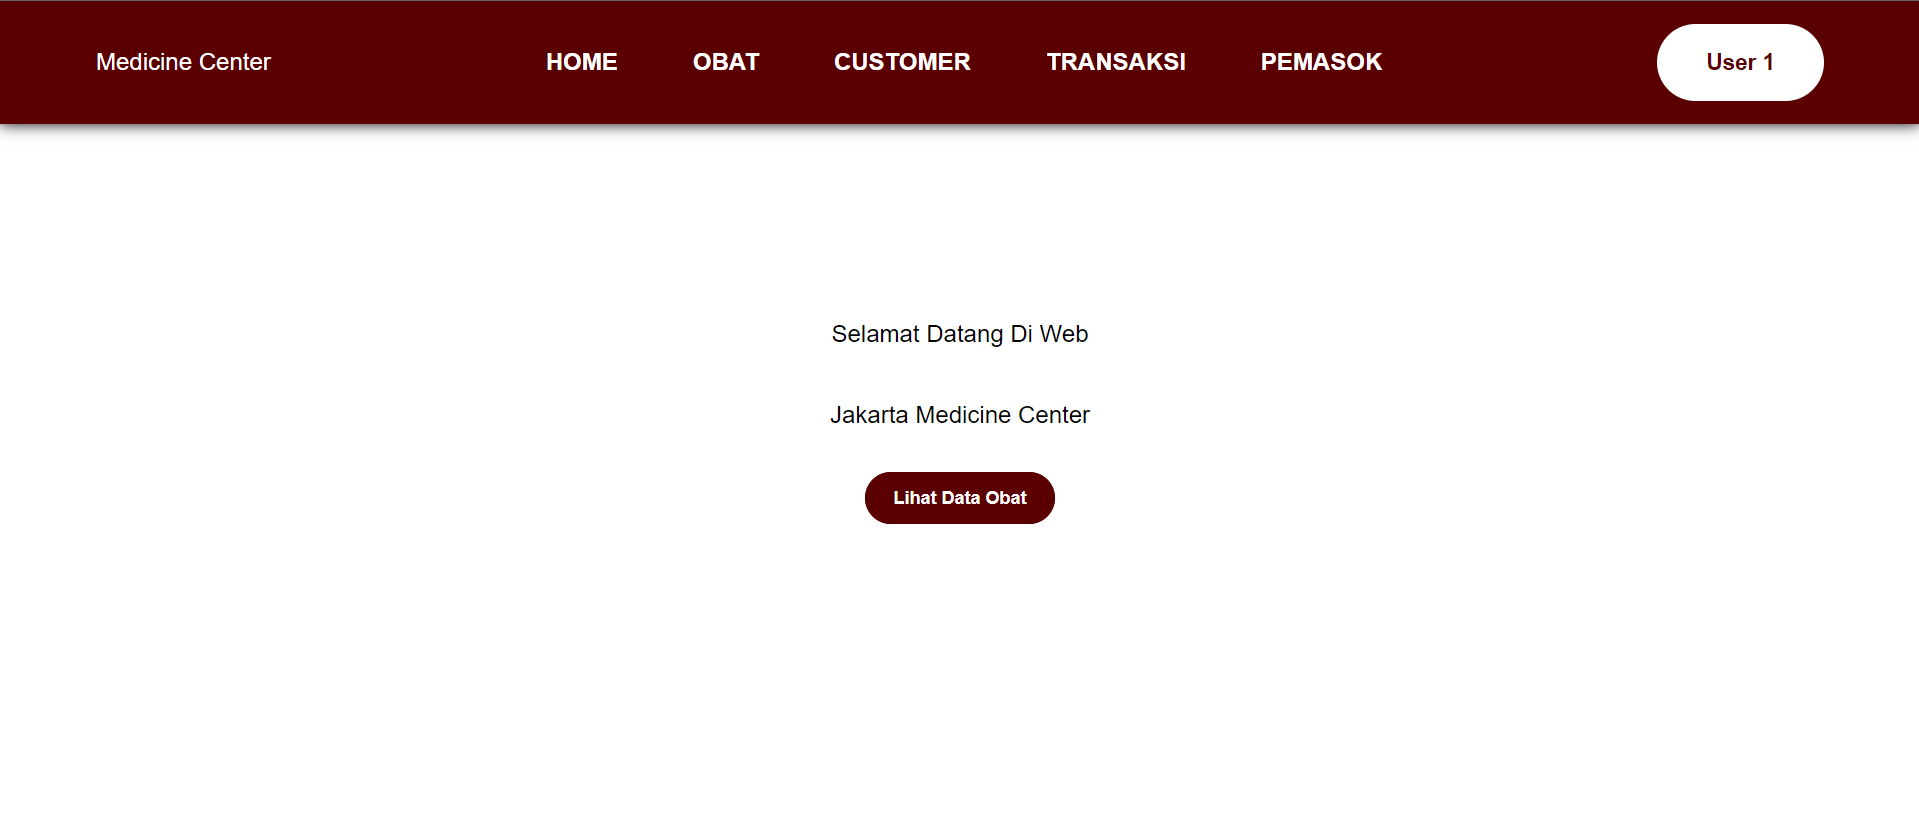 Medicine Center
HOME
OBAT
CUSTOMER
TRANSAKSI
PEMASOK
User 1
Selamat Datang Di Web
Jakarta Medicine Center
Lihat Data Obat